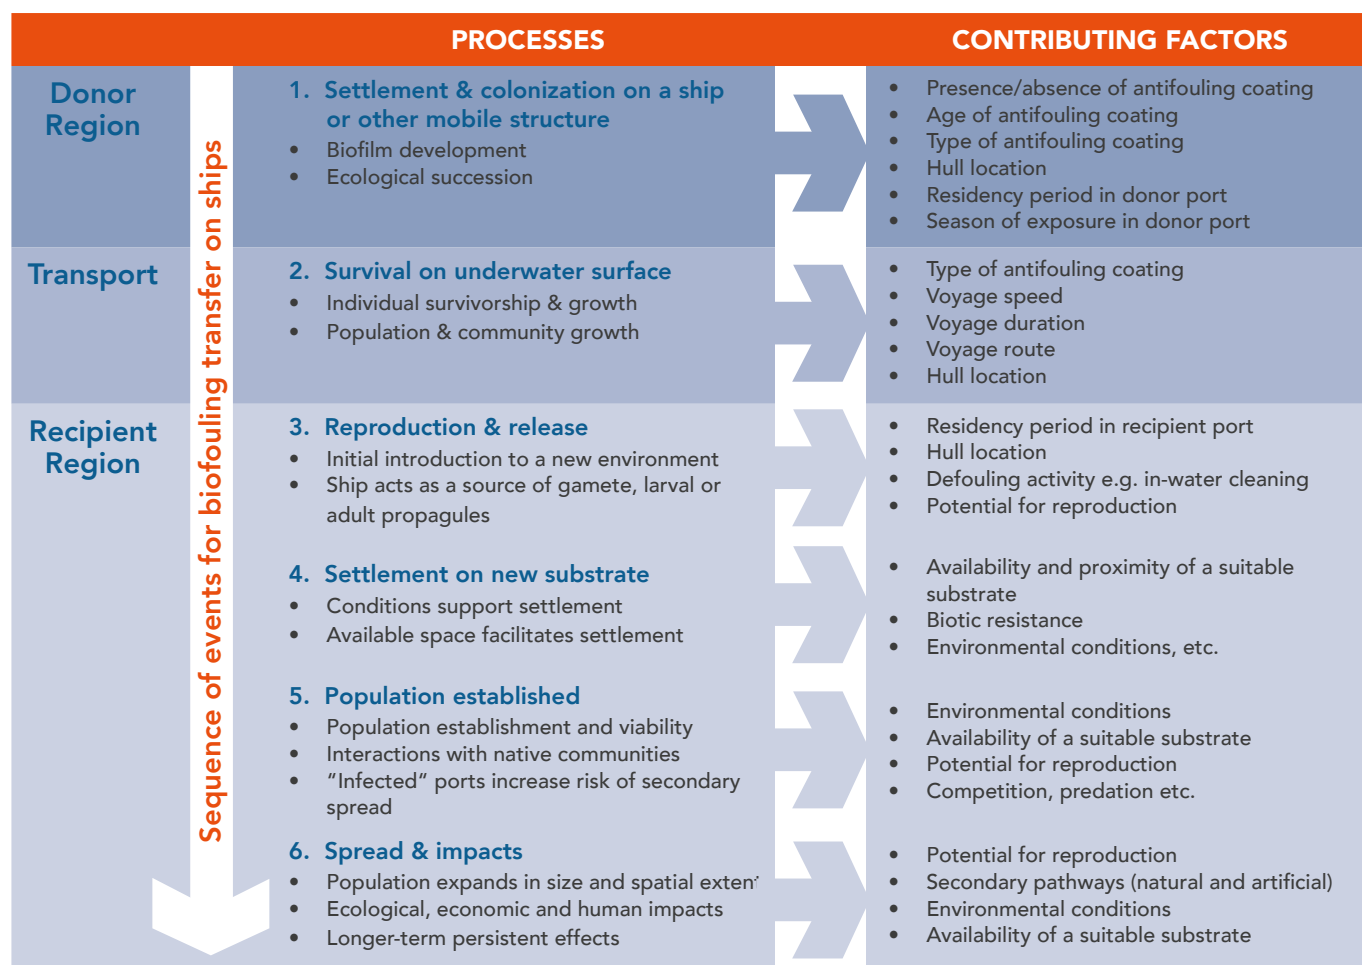 PROCESSES
CONTRIBUTING FACTORS
Sequence of events for biofouling transfer on ships
Donor
Region
1. Settlement & colonization on a ship
or other mobile structure
• Biofilm development
• Ecological succession
• Presence/absence of antifouling coating
• Age of antifouling coating
• Type of antifouling coating
• Hull location
• Residency period in donor port
• Season of exposure in donor port
Transport
2. Survival on underwater surface
• Individual survivorship & growth
• Population & community growth
• Type of antifouling coating
• Voyage speed
• Voyage duration
• Voyage route
• Hull location
Recipient
Region
3. Reproduction & release
• Initial introduction to a new environment
• Ship acts as a source of gamete, larval or
adult propagules
• Residency period in recipient port
• Hull location
• Defouling activity e.g. in-water cleaning
• Potential for reproduction
4. Settlement on new substrate
• Conditions support settlement
• Available space facilitates settlement
• Availability and proximity of a suitable
substrate
• Biotic resistance
• Environmental conditions, etc.
5. Population established
• Population establishment and viability
• Interactions with native communities
• “Infected“ ports increase risk of secondary
spread
• Environmental conditions
• Availability of a suitable substrate
• Potential for reproduction
• Competition, predation etc.
6. Spread & impacts
• Population expands in size and spatial extent
• Ecological, economic and human impacts
• Longer-term persistent effects
• Potential for reproduction
• Secondary pathways (natural and artificial)
• Environmental conditions
• Availability of a suitable substrate